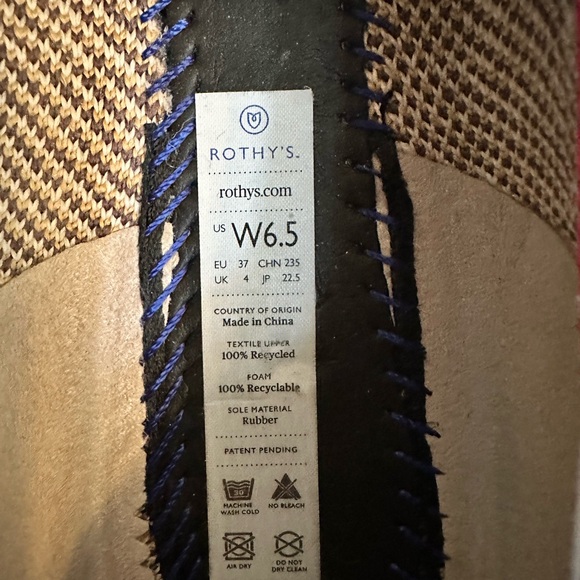 ROTHY'S™
rothys.com
US W6.5
EU 37 CHN 235
UK 4 JP 22.5
COUNTRY OF ORIGIN
Made in China
TEXTILE UPPER
100% Recycled
FOAM
100% Recyclable
SOLE MATERIAL
Rubber
PATENT PENDING
30°
MACHINE WASH COLD
NO BLEACH
AIR DRY
DO NOT DRY CLEAN